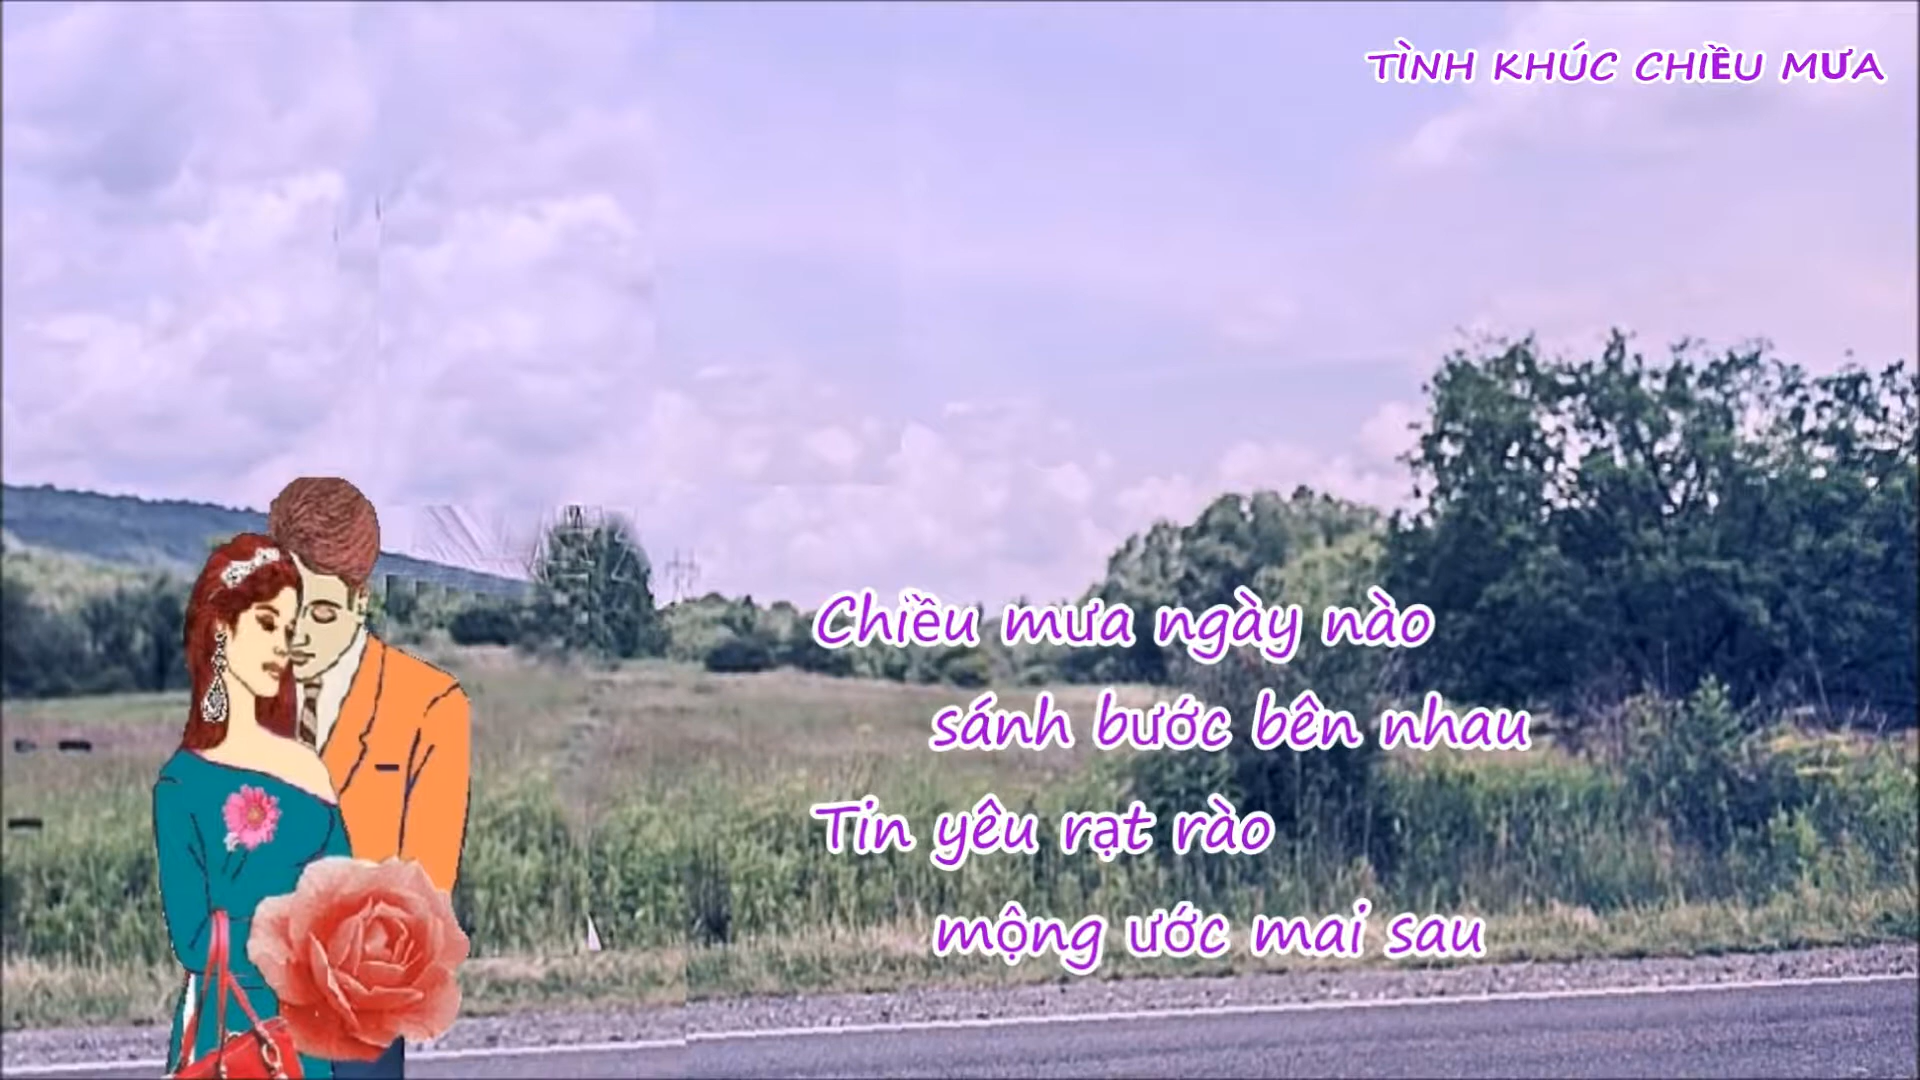 TÌNH KHÚC CHIỀU MƯA
Chiều mưa ngày nào
sánh bước bên nhau
Tin yêu rạt rào
mộng ước mai sau